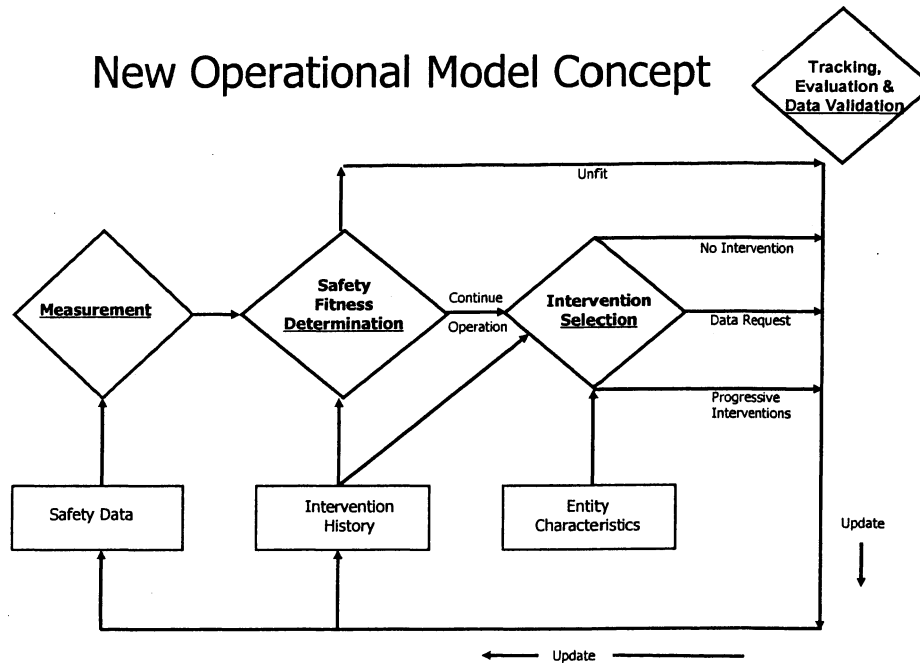 New Operational Model Concept
Tracking,
Evaluation &
Data Validation
Unfit
No Intervention
Measurement
Safety
Fitness
Determination
Continue
Operation
Intervention
Selection
Data Request
Progressive
Interventions
Safety Data
Intervention
History
Entity
Characteristics
Update
Update